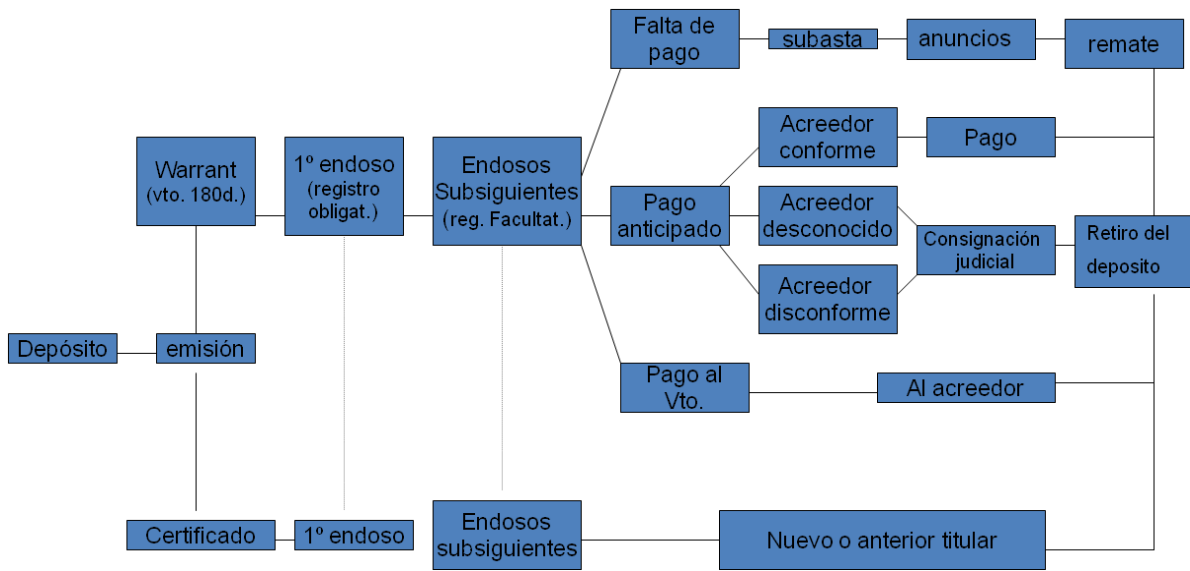 Falta de
pago
subasta
anuncios
remate
Acreedor
conforme
Pago
Warrant
(vto. 180d.)
1º endoso
(registro
obligat.)
Endosos
Subsiguientes
(reg. Facultat.)
Pago
anticipado
Acreedor
desconocido
Consignación
judicial
Retiro del
deposito
Acreedor
disconforme
Depósito
emisión
Pago al
Vto.
Al acreedor
Certificado
1º endoso
Endosos
subsiguientes
Nuevo o anterior titular